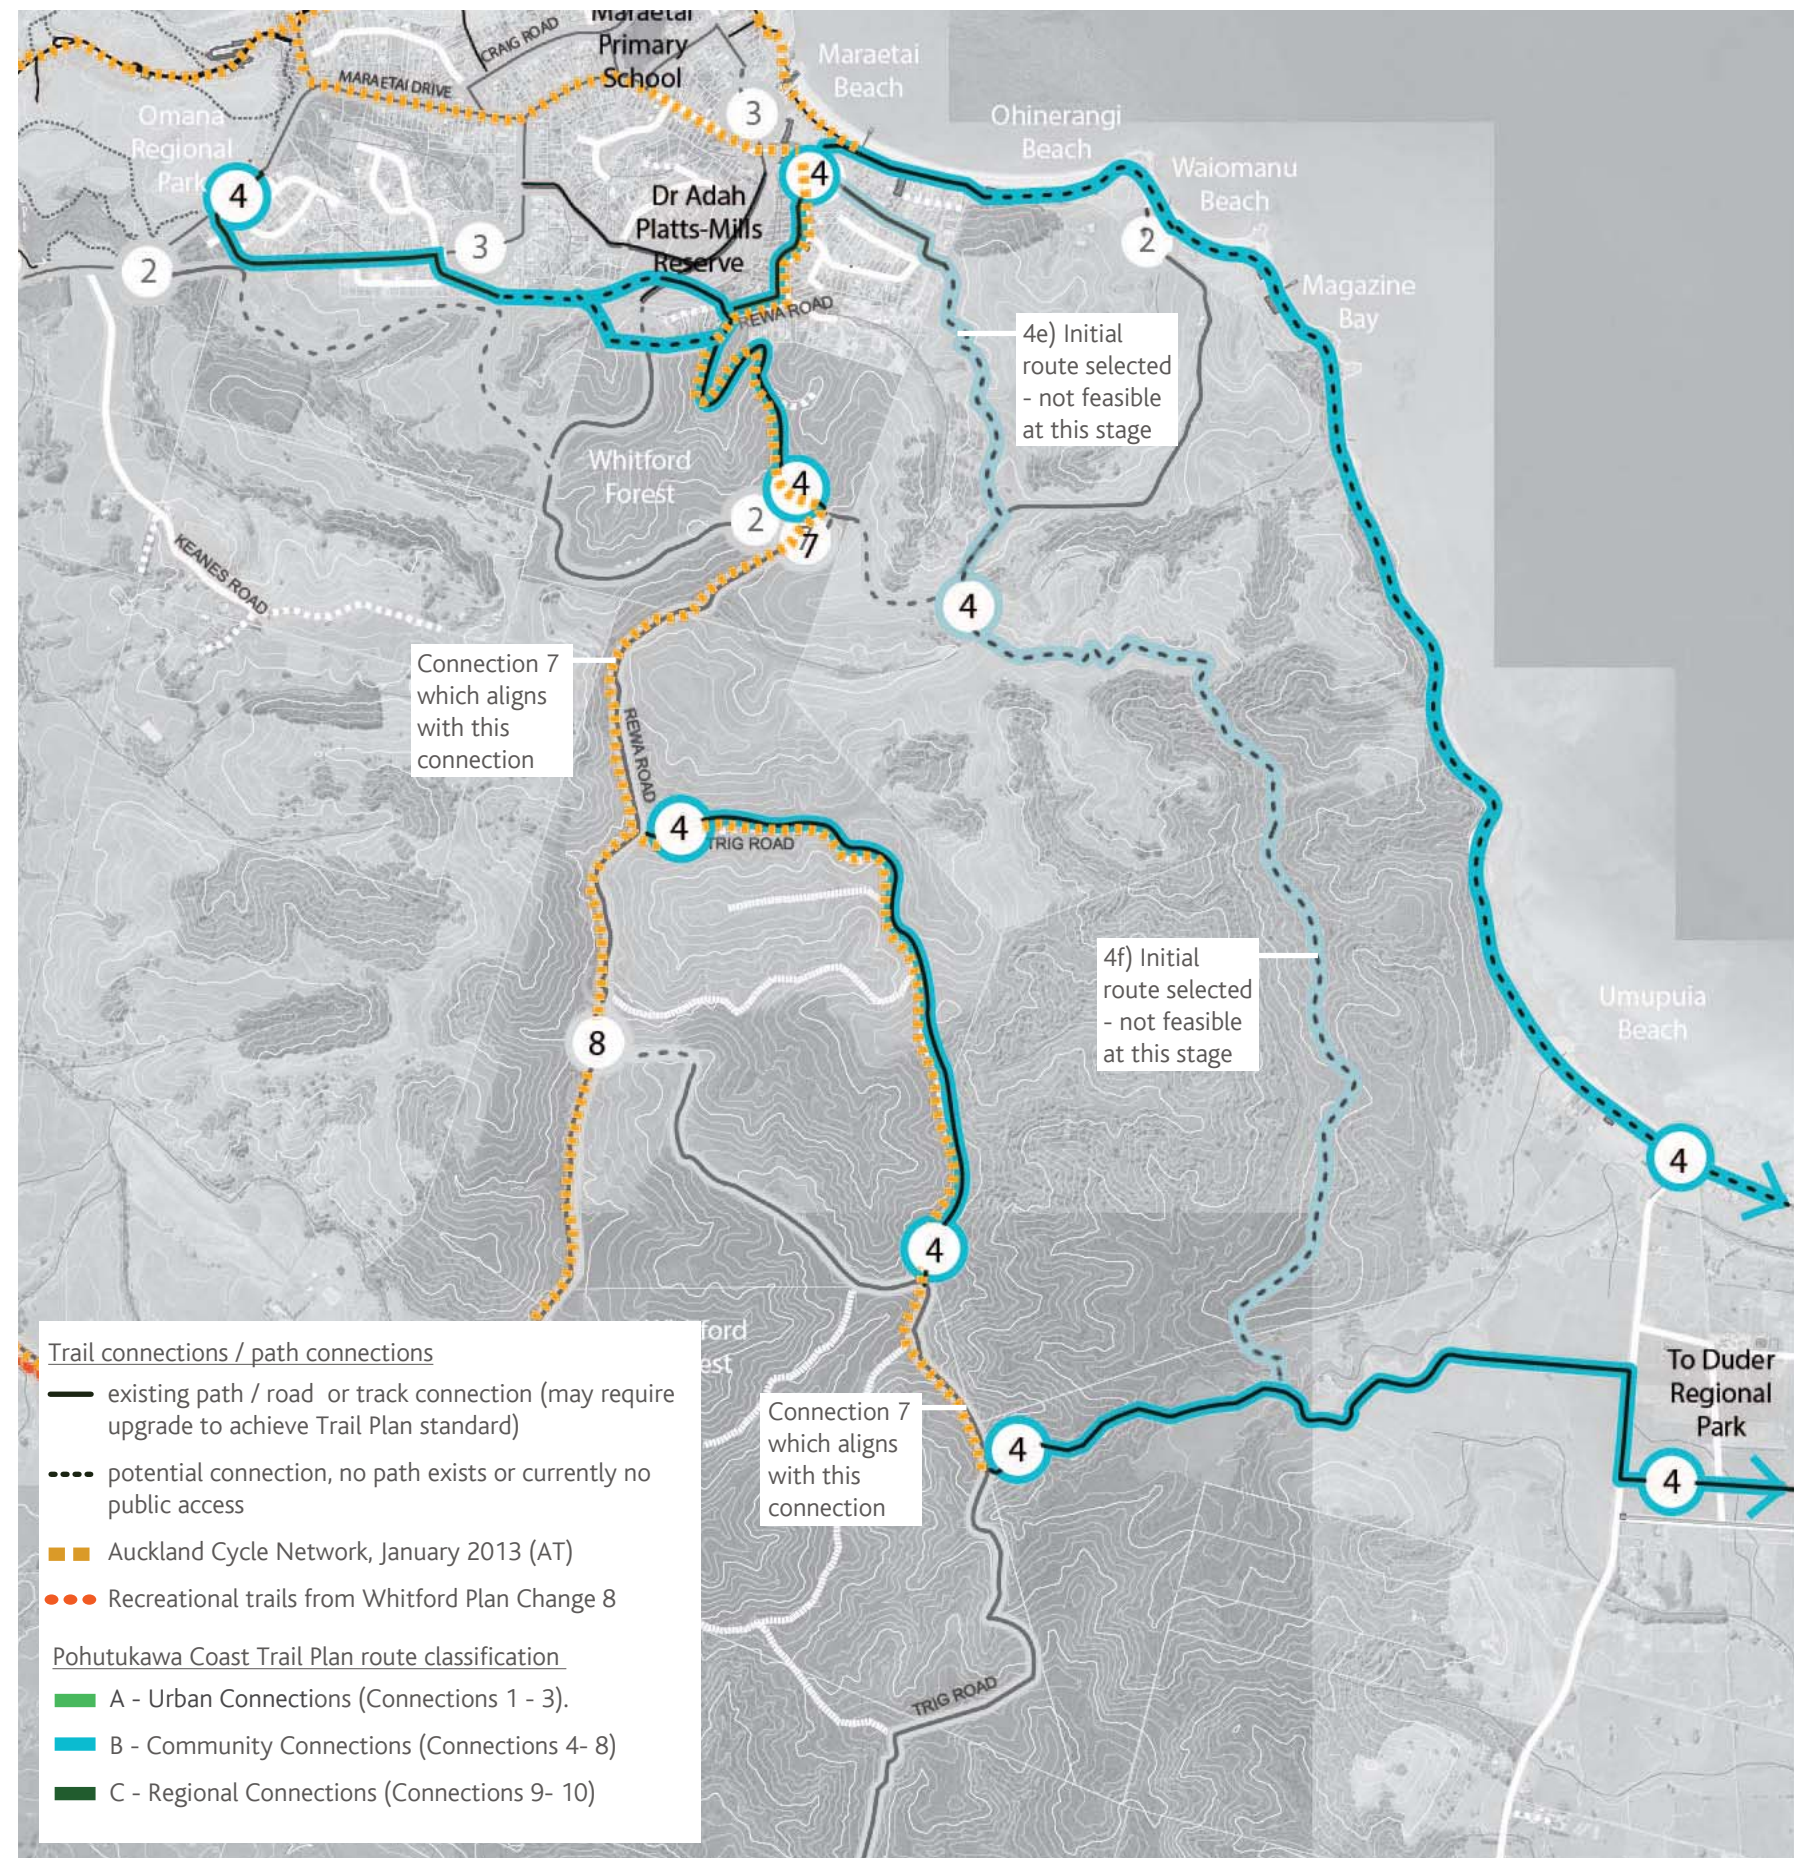 Maraetai
Primary
School
CRAIG ROAD
Maraetai
Beach
MARAETAI DRIVE
Omana
Regional
Park
3
Ohinerangi
Beach
4
4
Waiomanu
Beach
Dr Adah
Platts-Mills
Reserve
3
2
2
Magazine
Bay
REWA ROAD
4e) Initial
route selected
- not feasible
at this stage
Whitford
Forest
4
2
7
7
KEANES ROAD
4
Connection 7
which aligns
with this
connection
REWA ROAD
4
TRIG ROAD
4f) Initial
route selected
- not feasible
at this stage
Umupuia
Beach
8
4
4
ford
est
To Duder
Regional
Park
Connection 7
which aligns
with this
connection
4
4
TRIG ROAD
Trail connections / path connections
existing path / road or track connection (may require
upgrade to achieve Trail Plan standard)
potential connection, no path exists or currently no
public access
Auckland Cycle Network, January 2013 (AT)
Recreational trails from Whitford Plan Change 8
Pohutukawa Coast Trail Plan route classification
A - Urban Connections (Connections 1 - 3).
B - Community Connections (Connections 4- 8)
C - Regional Connections (Connections 9- 10)